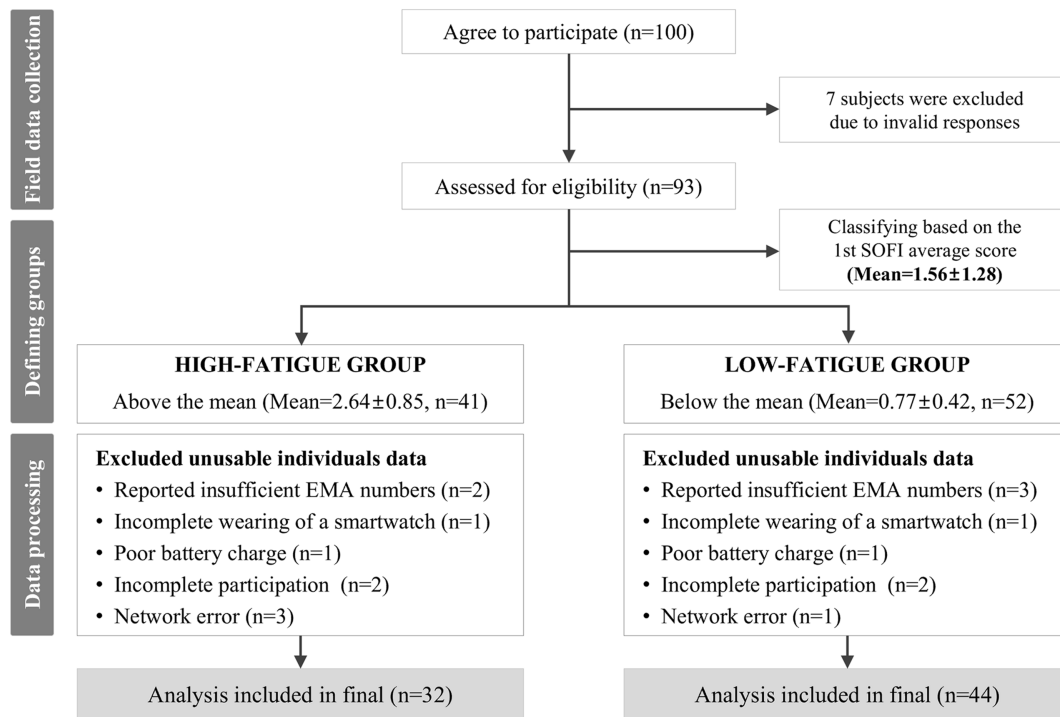 Field data collection
Agree to participate (n=100)
7 subjects were excluded
due to invalid responses
Assessed for eligibility (n=93)
Defining groups
Classifying based on the
1st SOFI average score
(Mean=1.56±1.28)
HIGH-FATIGUE GROUP
Above the mean (Mean=2.64±0.85, n=41)
LOW-FATIGUE GROUP
Below the mean (Mean=0.77±0.42, n=52)
Data processing
Excluded unusable individuals data
• Reported insufficient EMA numbers (n=2)
• Incomplete wearing of a smartwatch (n=1)
• Poor battery charge (n=1)
• Incomplete participation (n=2)
• Network error (n=3)
Excluded unusable individuals data
• Reported insufficient EMA numbers (n=3)
• Incomplete wearing of a smartwatch (n=1)
• Poor battery charge (n=1)
• Incomplete participation (n=2)
• Network error (n=1)
Analysis included in final (n=32)
Analysis included in final (n=44)